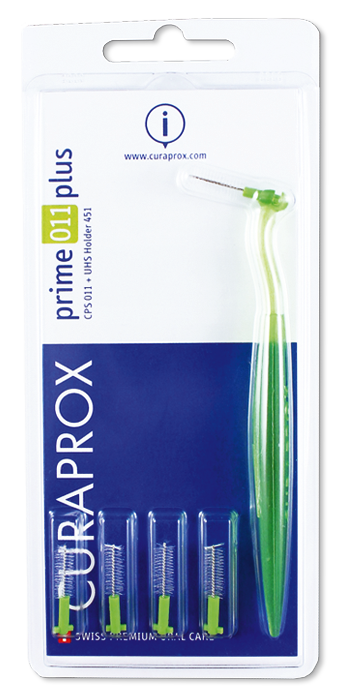 i
www.curaprox.com
prime 011 plus
CPS 011 + UHS Holder 451
CURAPROX
SWISS PREMIUM ORAL CARE